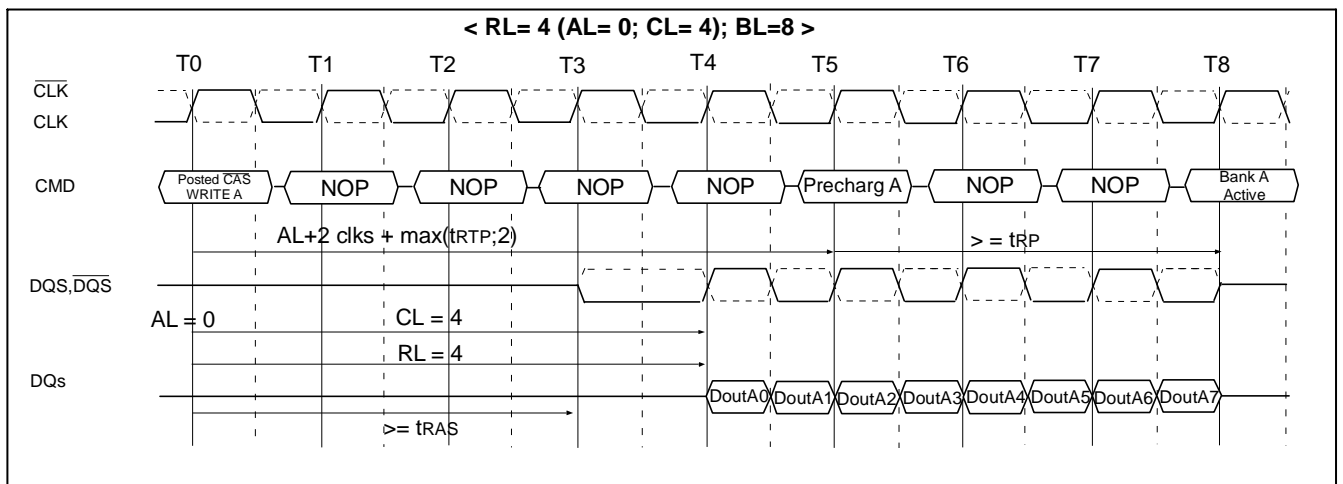 < RL= 4 (AL= 0; CL= 4); BL=8 >
T0 T1 T2 T3 T4 T5 T6 T7 T8
CLK
CLK
CMD
Posted CAS
WRITE A
NOP NOP NOP NOP Precharg A NOP NOP
Bank A
Active
AL+2 clks + max(tRTP;2)
> = tRP
DQS,DQS
AL = 0
CL = 4
RL = 4
DQs
DoutA0 DoutA1 DoutA2 DoutA3 DoutA4 DoutA5 DoutA6 DoutA7
>= tRAS